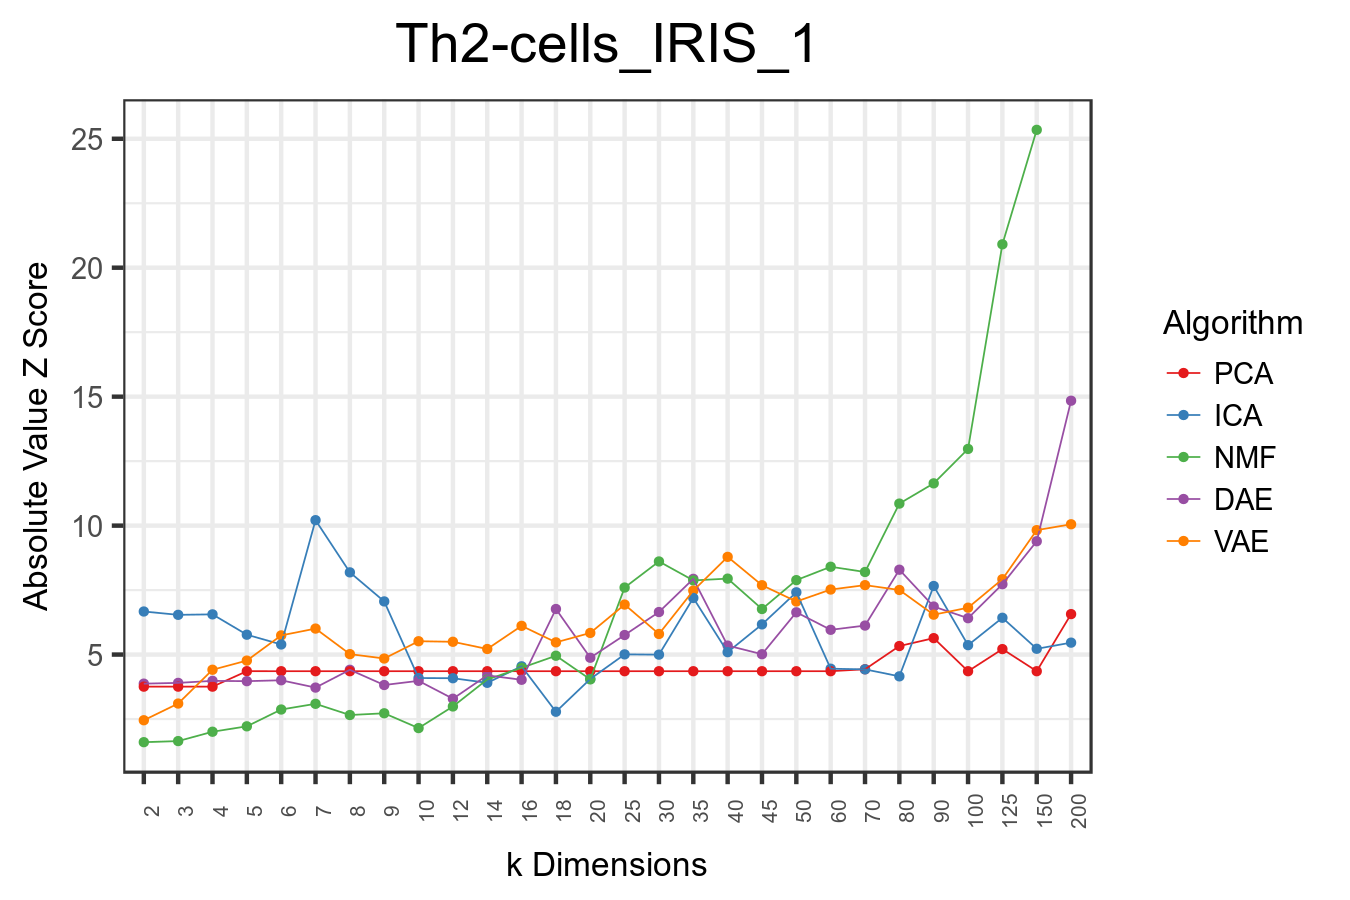 Th2-cells_IRIS_1
Absolute Value Z Score
25
20
15
10
5
2 3 4 5 6 7 8 9 10 12 14 16 18 20 25 30 35 40 45 50 60 70 80 90 100 125 150 200
k Dimensions
Algorithm
PCA
ICA
NMF
DAE
VAE